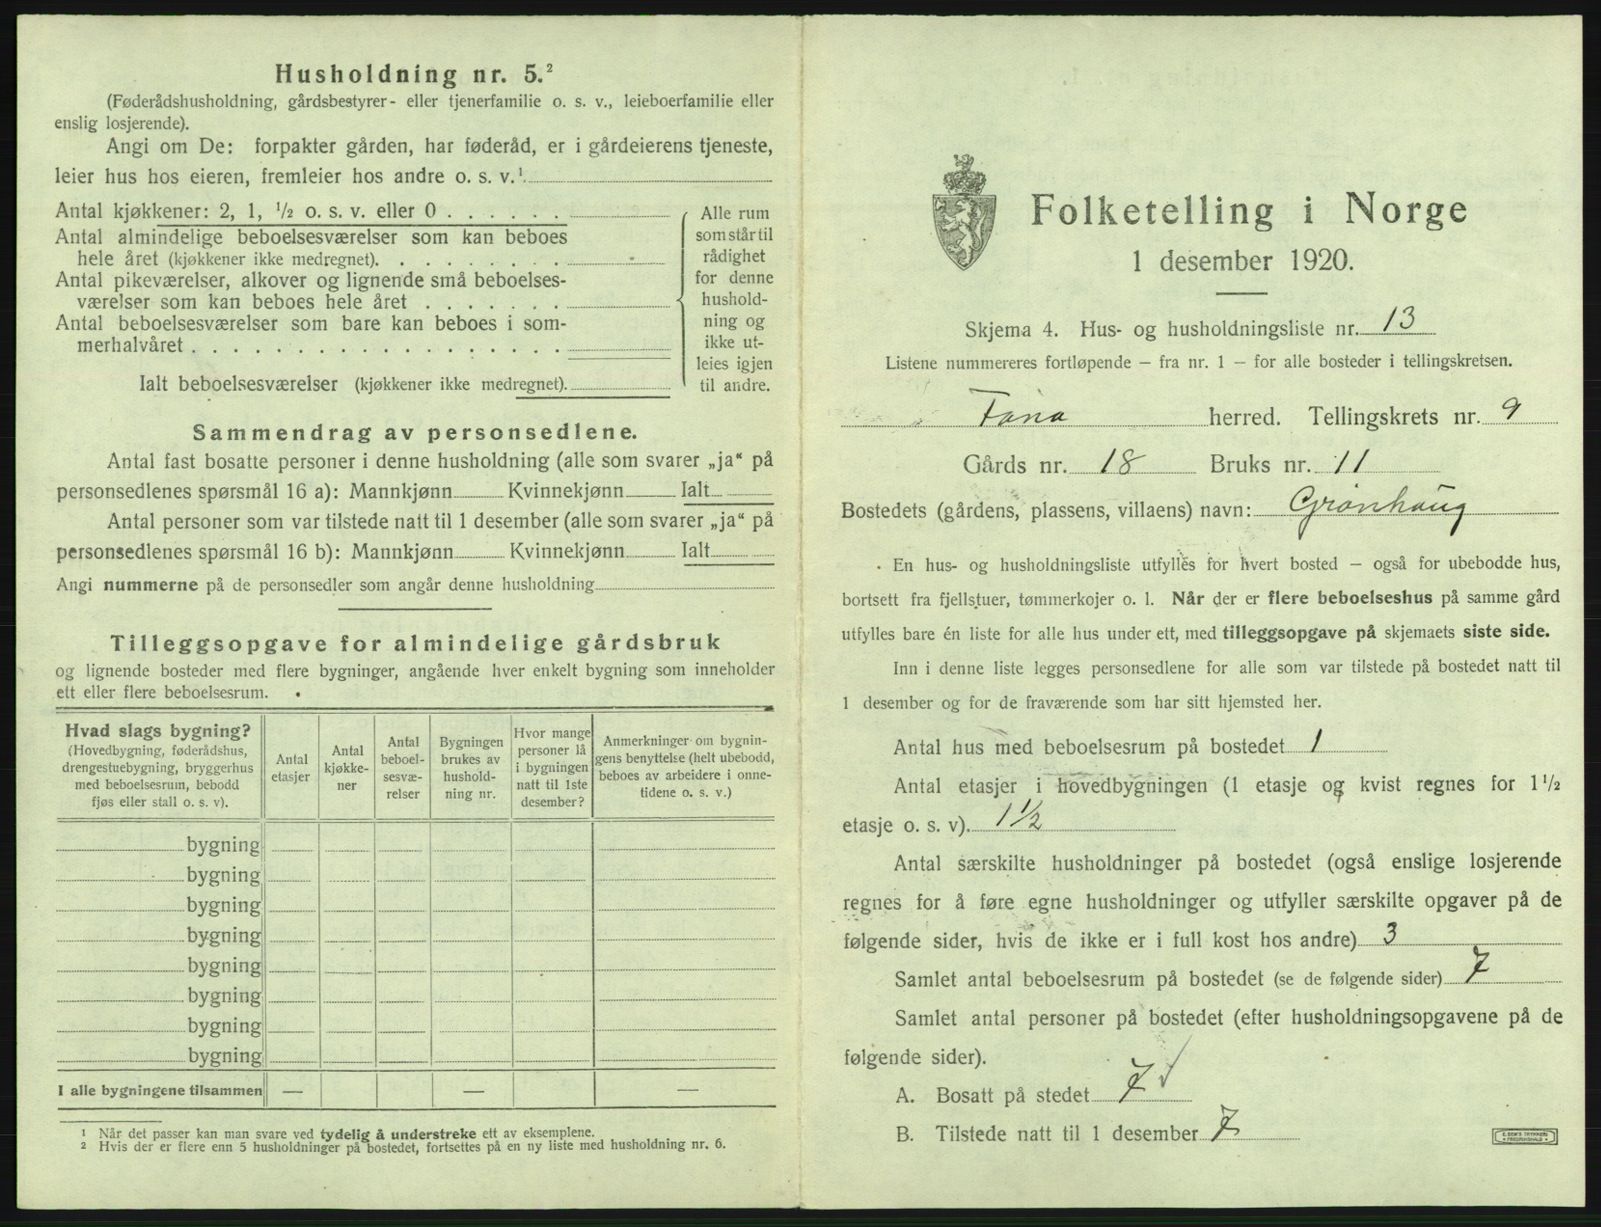 Husholdning nr. 5.²
(Føderådshusholdning, gårdsbestyrer- eller tjenerfamilie o. s. v., leieboerfamilie eller
enslig losjerende).
Angi om De: forpakter gården, har føderåd, er i gårdeierens tjeneste,
leier hus hos eieren, fremleier hos andre o. s. v.¹
Antal kjøkkener: 2, 1, ½ o. s. v. eller 0 . . . . . .
Antal almindelige beboelsesværelser som kan beboes
hele året (kjøkkener ikke medregnet). . . . . . . . .
Antal pikeværelser, alkover og lignende små beboelses-
værelser som kan beboes hele året . . . . . . .
Antal beboelsesværelser som bare kan beboes i som-
merhalvåret . . . . . . . . . . . . . . . . . .
Ialt beboelsesværelser (kjøkkener ikke medregnet).
Alle rum
som står til
rådighet
for denne
hushold-
ning og
ikke ut-
leies igjen
til andre.
Sammendrag av personsedlene.
Antal fast bosatte personer i denne husholdning (alle som svarer „ja“ på
personsedlenes spørsmål 16 a): Mannkjønn Kvinnekjønn Ialt
Antal personer som var tilstede natt til 1 desember (alle som svarer „ja“ på
personsedlenes spørsmål 16 b): Mannkjønn Kvinnekjønn Ialt
Angi nummerne på de personsedler som angår denne husholdning
Tilleggsopgave for almindelige gårdsbruk
og lignende bosteder med flere bygninger, angående hver enkelt bygning som inneholder
ett eller flere beboelsesrum.
Hvad slags bygning?
(Hovedbygning, føderådshus,
drengestuebygning, bryggerhus
med beboelsesrum, bebodd
fjøs eller stall o. s. v).
Antal
etasjer
Antal
kjøkke-
ner
Antal
beboel-
sesvæ-
relser
Bygningen
brukes av
hushold-
ning nr.
Hvor mange
personer lå
i bygningen
natt til 1ste
desember?
Anmerkninger om bygnin-
gens benyttelse (helt ubebodd,
beboes av arbeidere i onne-
tidene o. s. v.)
bygning
bygning
bygning
bygning
bygning
bygning
bygning
bygning
I alle bygningene tilsammen — — —
¹ Når det passer kan man svare ved tydelig å understreke ett av eksemplene.
² Hvis der er flere enn 5 husholdninger på bostedet, fortsettes på en ny liste med husholdning nr. 6.
Folketelling i Norge
1 desember 1920.
Skjema 4. Hus- og husholdningsliste nr. 13
Listene nummereres fortløpende — fra nr. 1 — for alle bosteder i tellingskretsen.
Fana herred. Tellingskrets nr. 9
Gårds nr. 18 Bruks nr. 11
Bostedets (gårdens, plassens, villaens) navn: Grønhaug
En hus- og husholdningsliste utfylles for hvert bosted — også for ubebodde hus,
bortsett fra fjellstuer, tømmerkojer o. l. Når der er flere beboelseshus på samme gård
utfylles bare én liste for alle hus under ett, med tilleggsopgave på skjemaets siste side.
Inn i denne liste legges personsedlene for alle som var tilstede på bostedet natt til
1 desember og for de fraværende som har sitt hjemsted her.
Antal hus med beboelsesrum på bostedet 1
Antal etasjer i hovedbygningen (1 etasje og kvist regnes for 1½
etasje o. s. v). 1½
Antal særskilte husholdninger på bostedet (også enslige losjerende
regnes for å føre egne husholdninger og utfyller særskilte opgaver på de
følgende sider, hvis de ikke er i full kost hos andre) 3
Samlet antal beboelsesrum på bostedet (se de følgende sider) 7
Samlet antal personer på bostedet (efter husholdningsopgavene på de
følgende sider).
A. Bosatt på stedet 7
B. Tilstede natt til 1 desember 7